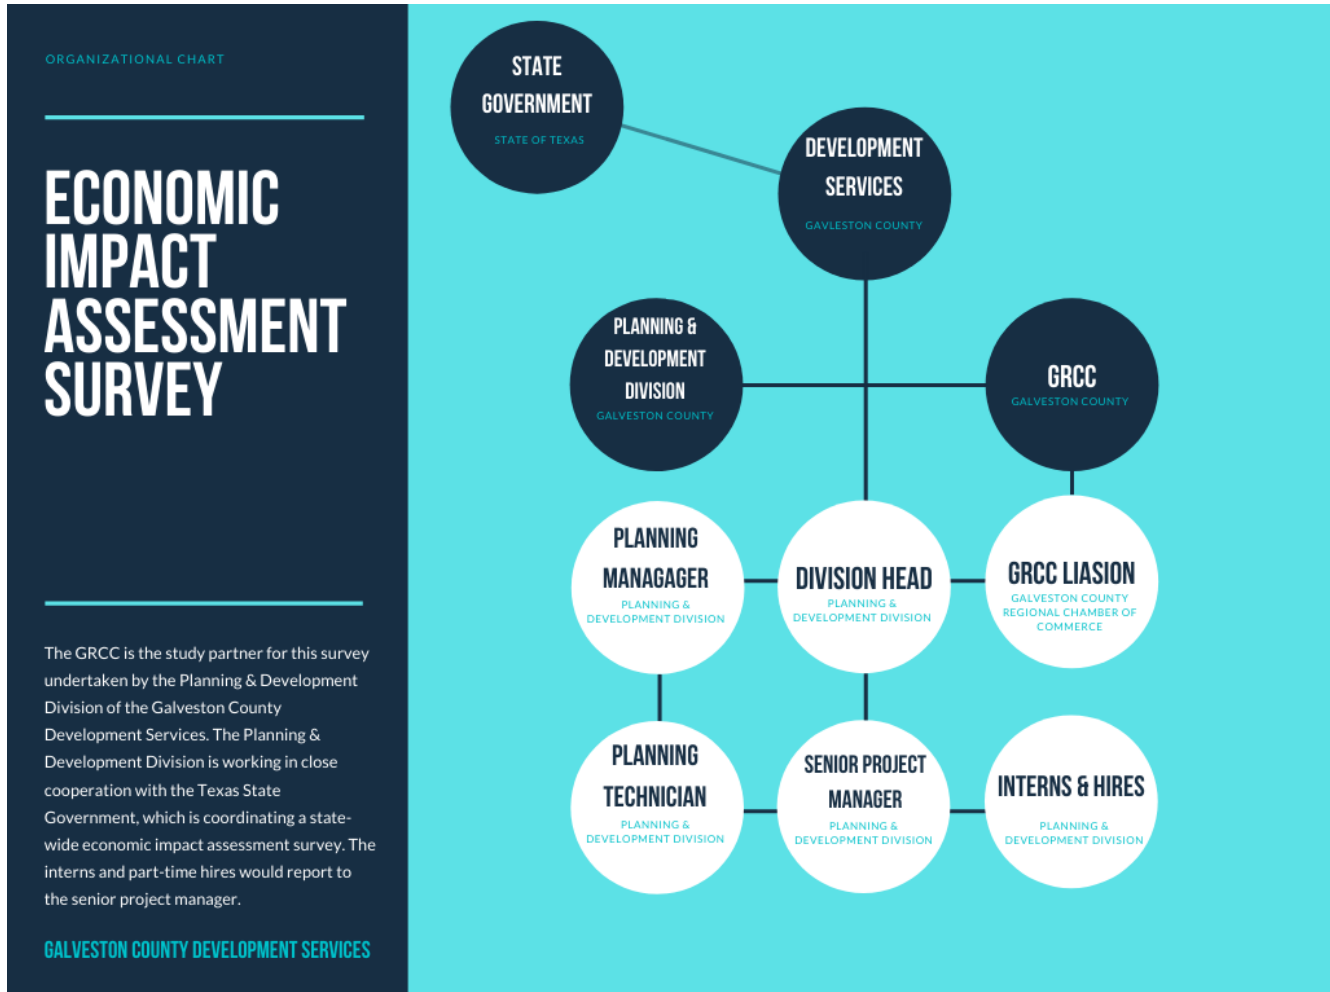 ORGANIZATIONAL CHART
ECONOMIC
IMPACT
ASSESSMENT
SURVEY
The GRCC is the study partner for this survey
undertaken by the Planning & Development
Division of the Galveston County
Development Services. The Planning &
Development Division is working in close
cooperation with the Texas State
Government, which is coordinating a state-
wide economic impact assessment survey. The
interns and part-time hires would report to
the senior project manager.
GALVESTON COUNTY DEVELOPMENT SERVICES
STATE
GOVERNMENT
STATE OF TEXAS
DEVELOPMENT
SERVICES
GAVLESTON COUNTY
PLANNING &
DEVELOPMENT
DIVISION
GALVESTON COUNTY
GRCC
GALVESTON COUNTY
PLANNING
MANAGAGER
PLANNING &
DEVELOPMENT DIVISION
DIVISION HEAD
PLANNING &
DEVELOPMENT DIVISION
GRCC LIASION
GALVESTON COUNTY
REGIONAL CHAMBER OF
COMMERCE
PLANNING
TECHNICIAN
PLANNING &
DEVELOPMENT DIVISION
SENIOR PROJECT
MANAGER
PLANNING &
DEVELOPMENT DIVISION
INTERNS & HIRES
PLANNING &
DEVELOPMENT DIVISION